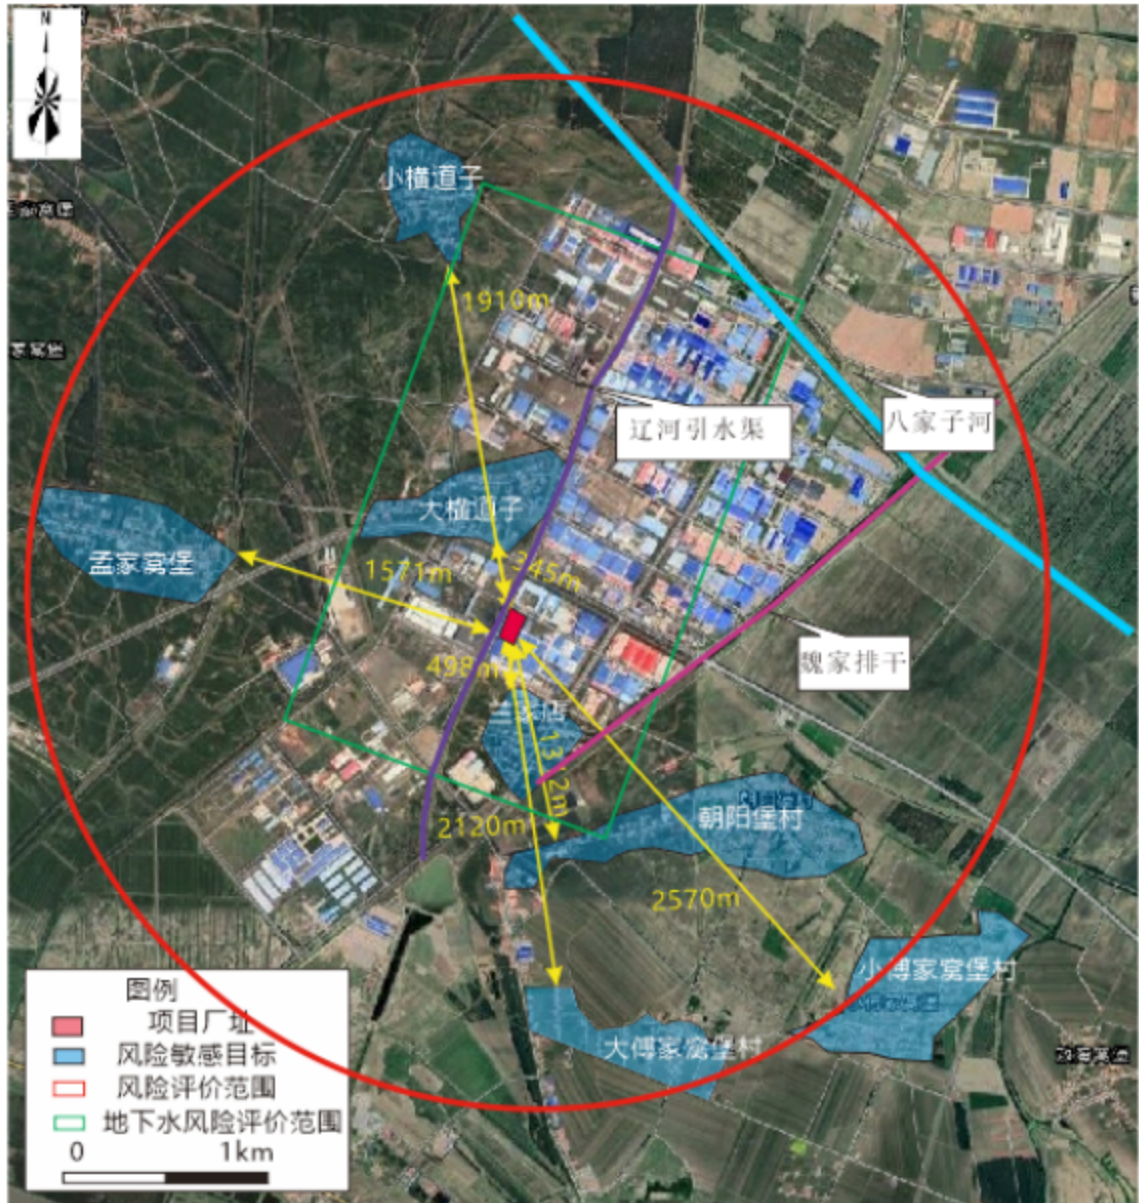 N
小横道子
1910m
辽河引水渠
八家子河
大横道子
孟家窝堡
1571m
345m
魏家排干
498m
兰家店
1312m
朝阳堡村
2120m
2570m
小傅家窝堡村
大傅家窝堡村
图例
项目厂址
风险敏感目标
风险评价范围
地下水风险评价范围
0 1km